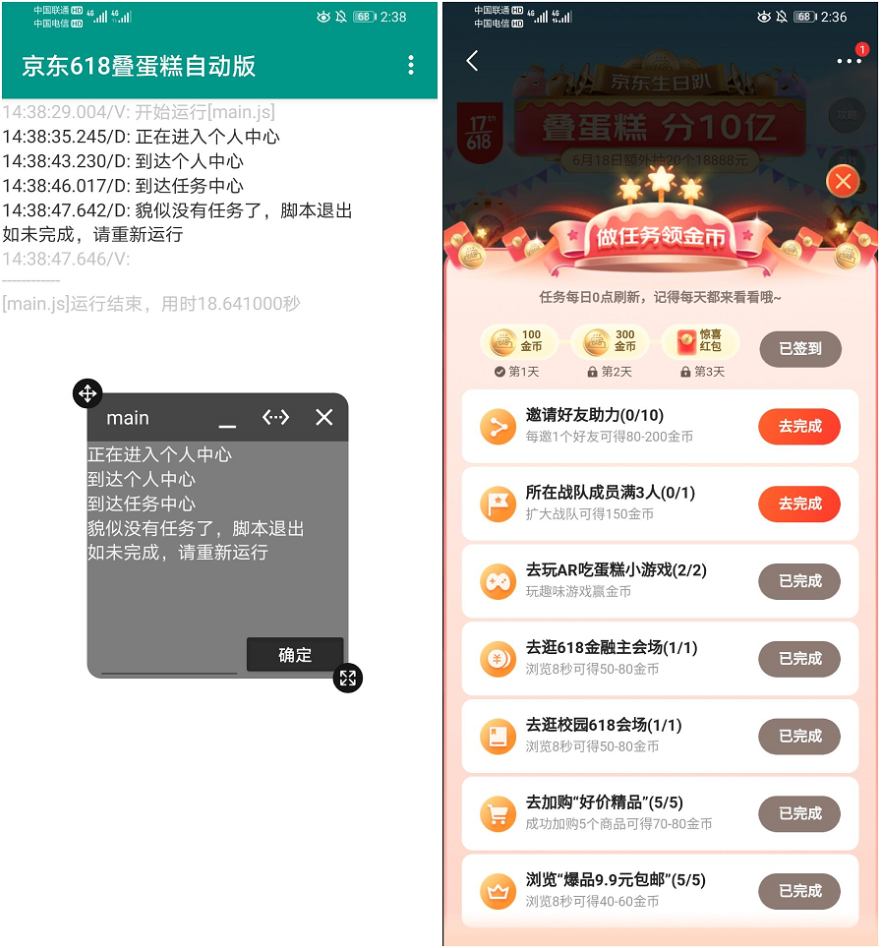 中国联通 HD 4G 4G
中国电信 HD
68 2:38
京东618叠蛋糕自动版
14:38:29.004/V: 开始运行[main.js]
14:38:35.245/D: 正在进入个人中心
14:38:43.230/D: 到达个人中心
14:38:46.017/D: 到达任务中心
14:38:47.642/D: 貌似没有任务了，脚本退出
如未完成，请重新运行
14:38:47.646/V:
------------
[main.js]运行结束，用时18.641000秒
main
正在进入个人中心
到达个人中心
到达任务中心
貌似没有任务了，脚本退出
如未完成，请重新运行
确定
中国联通 HD 4G 4G
中国电信 HD
68 2:36
1
京东生日趴
17th
618
叠蛋糕 分10亿
攻略
6月18日额外抽20个18888元
做任务领金币
任务每日0点刷新，记得每天都来看看哦~
100
金币
300
金币
惊喜
红包
已签到
第1天
第2天
第3天
邀请好友助力(0/10)
每邀1个好友可得80-200金币
去完成
所在战队成员满3人(0/1)
扩大战队可得150金币
去完成
去玩AR吃蛋糕小游戏(2/2)
玩趣味游戏赢金币
已完成
去逛618金融主会场(1/1)
浏览8秒可得50-80金币
已完成
去逛校园618会场(1/1)
浏览8秒可得50-80金币
已完成
去加购“好价精品”(5/5)
成功加购5个商品可得70-80金币
已完成
浏览“爆品9.9元包邮”(5/5)
浏览8秒可得40-60金币
已完成